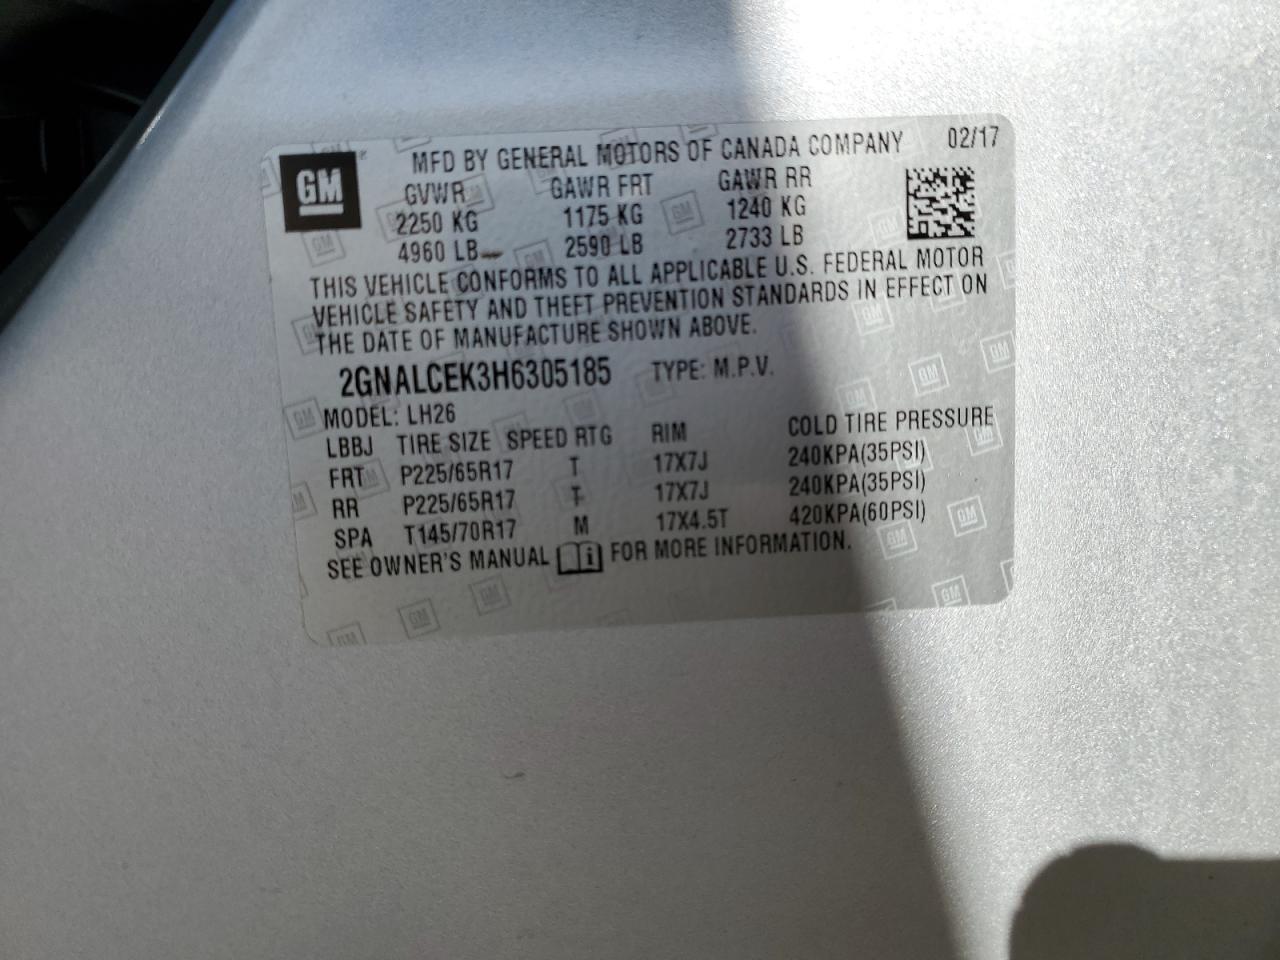 GM
MFD BY GENERAL MOTORS OF CANADA COMPANY 02/17
GVWR GAWR FRT GAWR RR
2250 KG 1175 KG 1240 KG
4960 LB 2590 LB 2733 LB
THIS VEHICLE CONFORMS TO ALL APPLICABLE U.S. FEDERAL MOTOR
VEHICLE SAFETY AND THEFT PREVENTION STANDARDS IN EFFECT ON
THE DATE OF MANUFACTURE SHOWN ABOVE.
2GNALCEK3H6305185 TYPE: M.P.V.
MODEL: LH26
LBBJ TIRE SIZE SPEED RTG RIM COLD TIRE PRESSURE
FRT P225/65R17 T 17X7J 240KPA(35PSI)
RR P225/65R17 T 17X7J 240KPA(35PSI)
SPA T145/70R17 M 17X4.5T 420KPA(60PSI)
SEE OWNER'S MANUAL i FOR MORE INFORMATION.